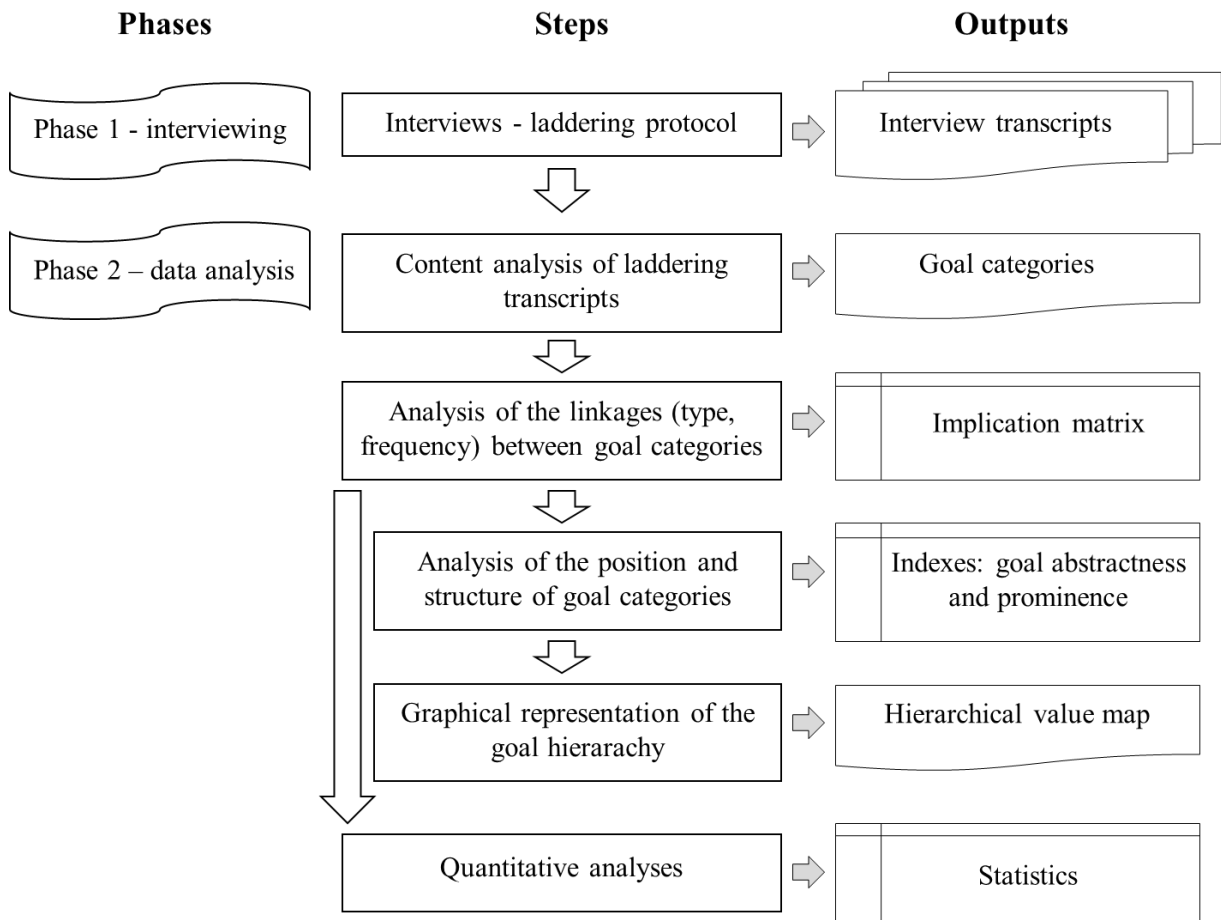 Phases
Steps
Outputs
Phase 1 - interviewing
Interviews - laddering protocol
Interview transcripts
Phase 2 – data analysis
Content analysis of laddering
transcripts
Goal categories
Analysis of the linkages (type,
frequency) between goal categories
Implication matrix
Analysis of the position and
structure of goal categories
Indexes: goal abstractness
and prominence
Graphical representation of the
goal hierarachy
Hierarchical value map
Quantitative analyses
Statistics